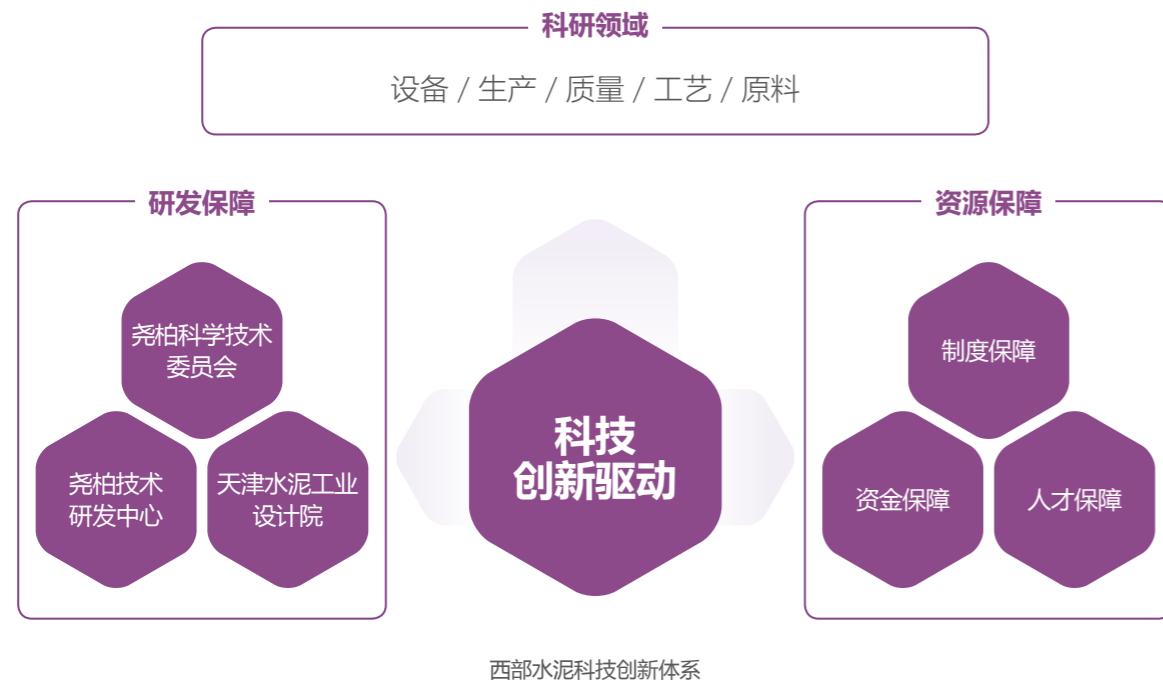 科研领域
设备 / 生产 / 质量 / 工艺 / 原料
研发保障
尧柏科学技术
委员会
尧柏技术
研发中心
天津水泥工业
设计院
科技
创新驱动
资源保障
制度保障
资金保障
人才保障
西部水泥科技创新体系